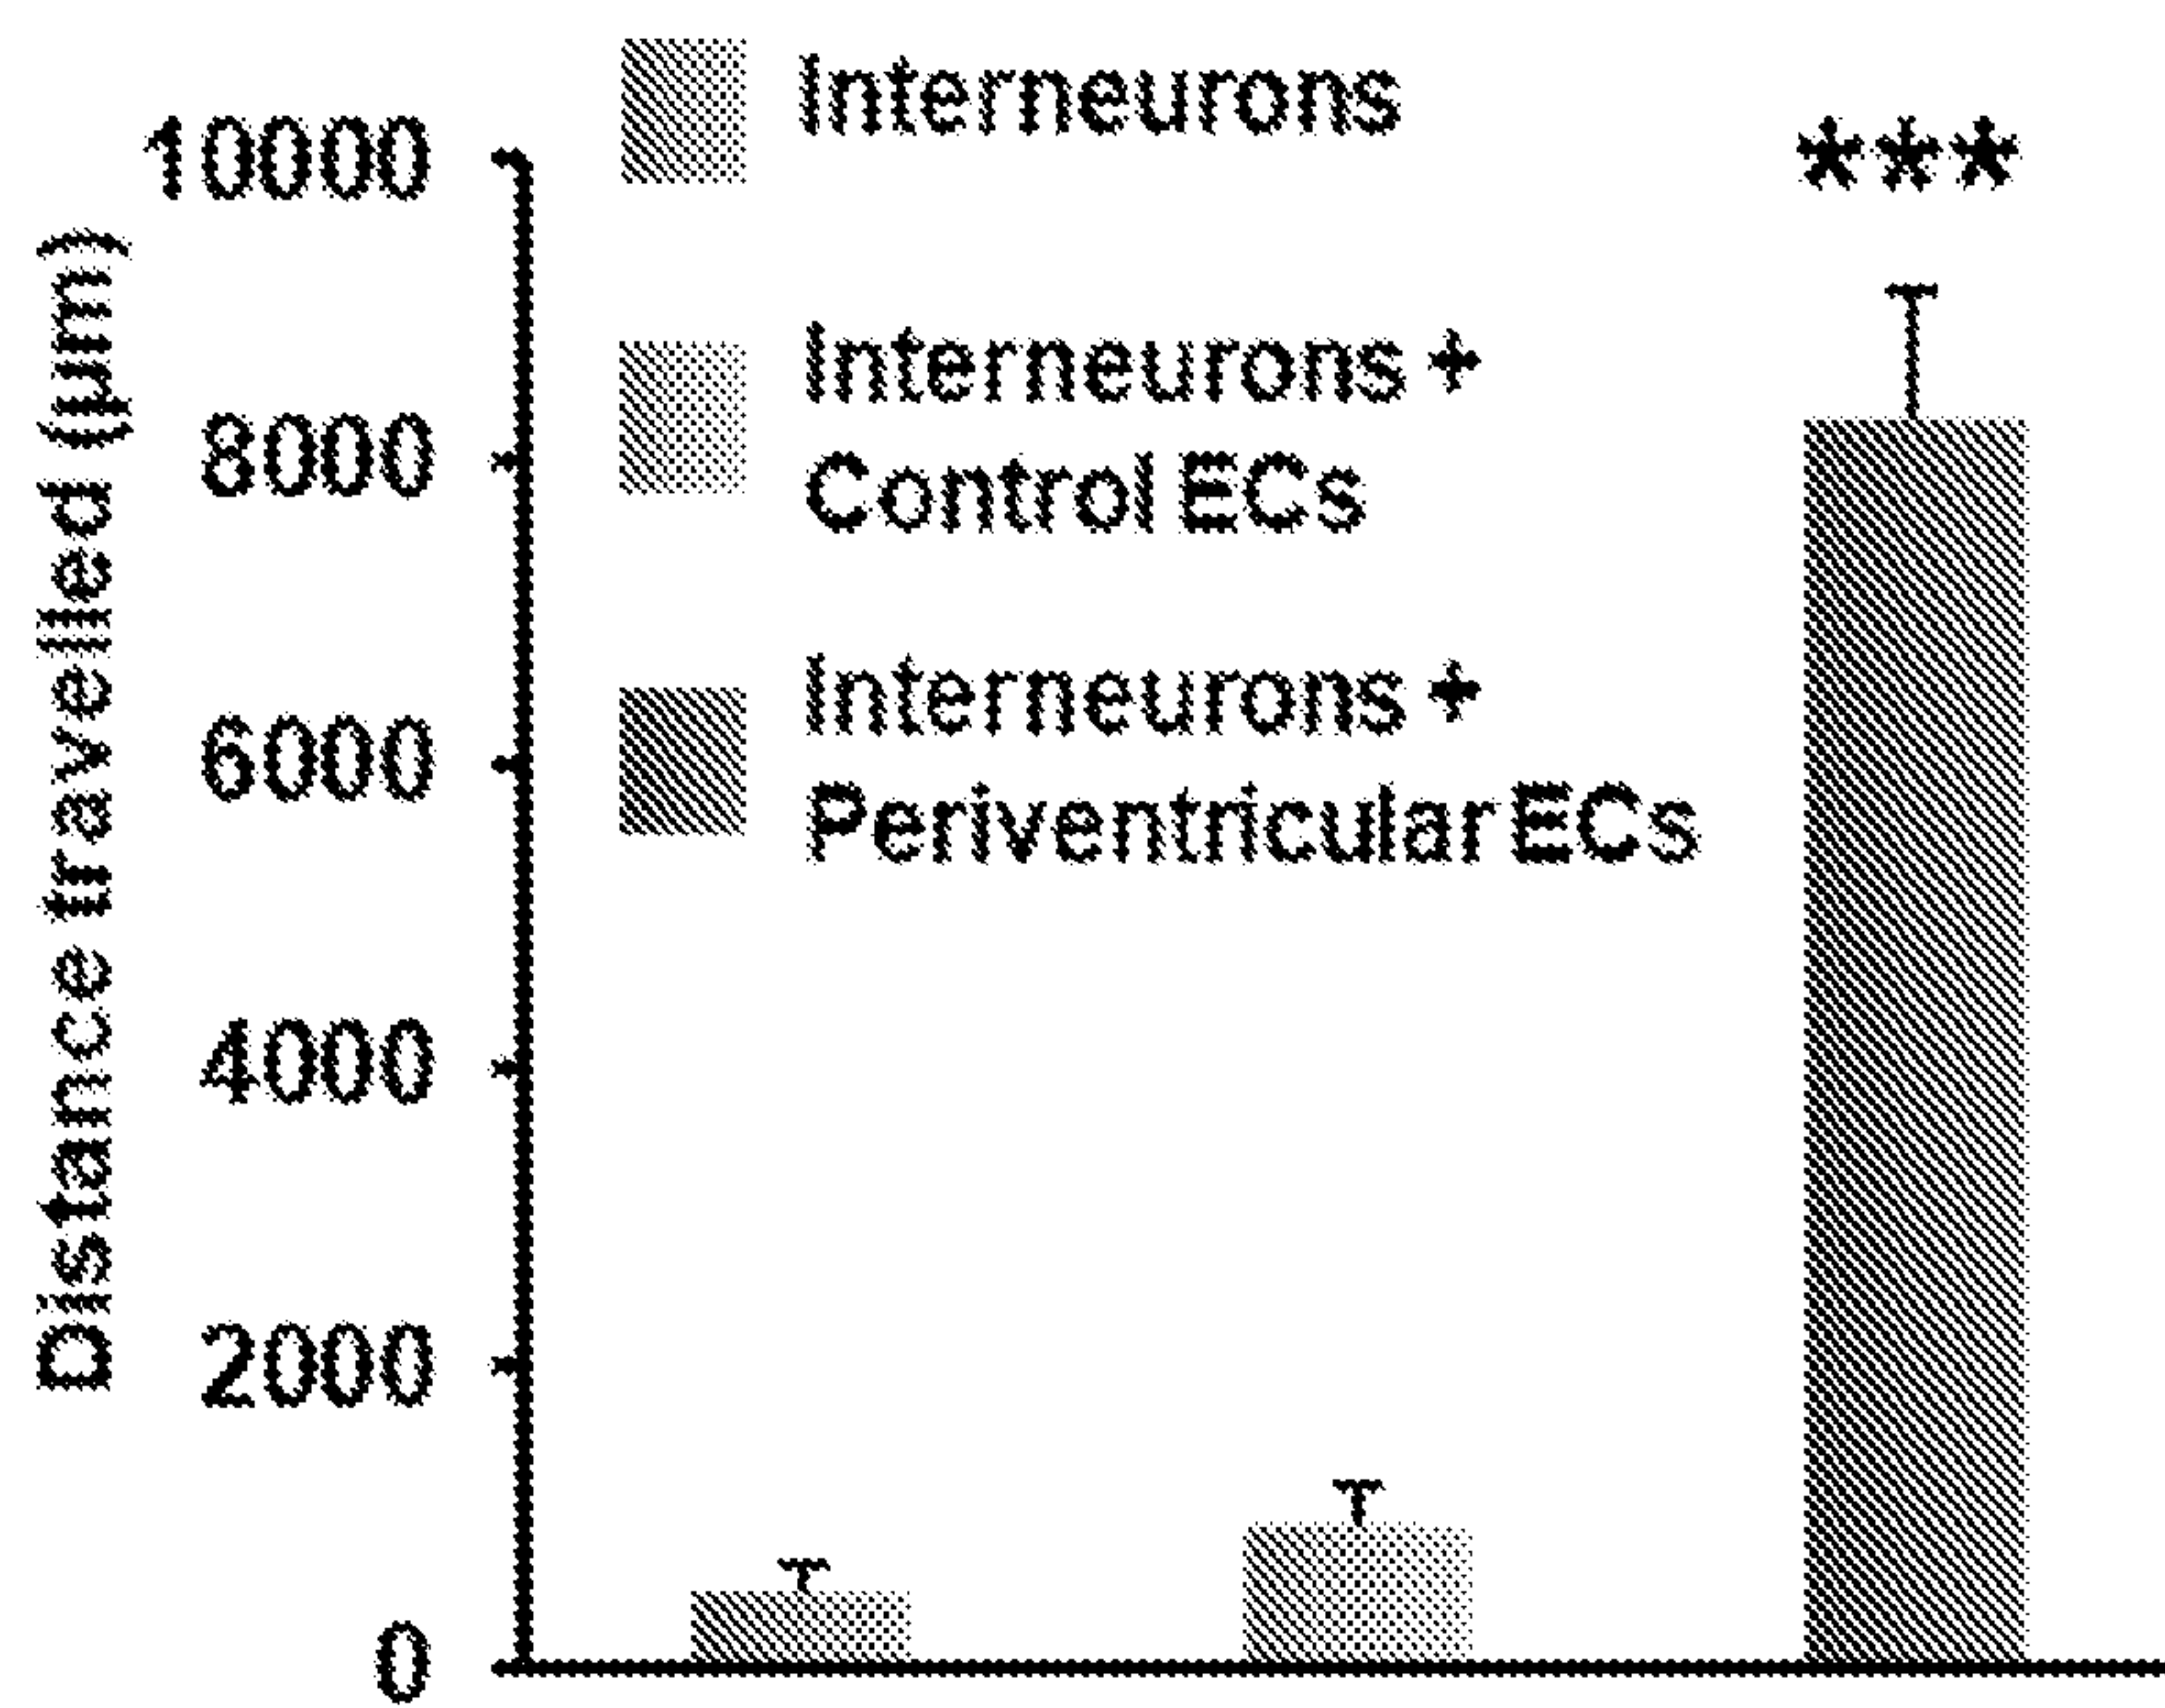 Distance travelled (µm)
10000
8000
6000
4000
2000
0
Interneurons
Interneurons +
Control ECs
Interneurons +
Periventricular ECs
***